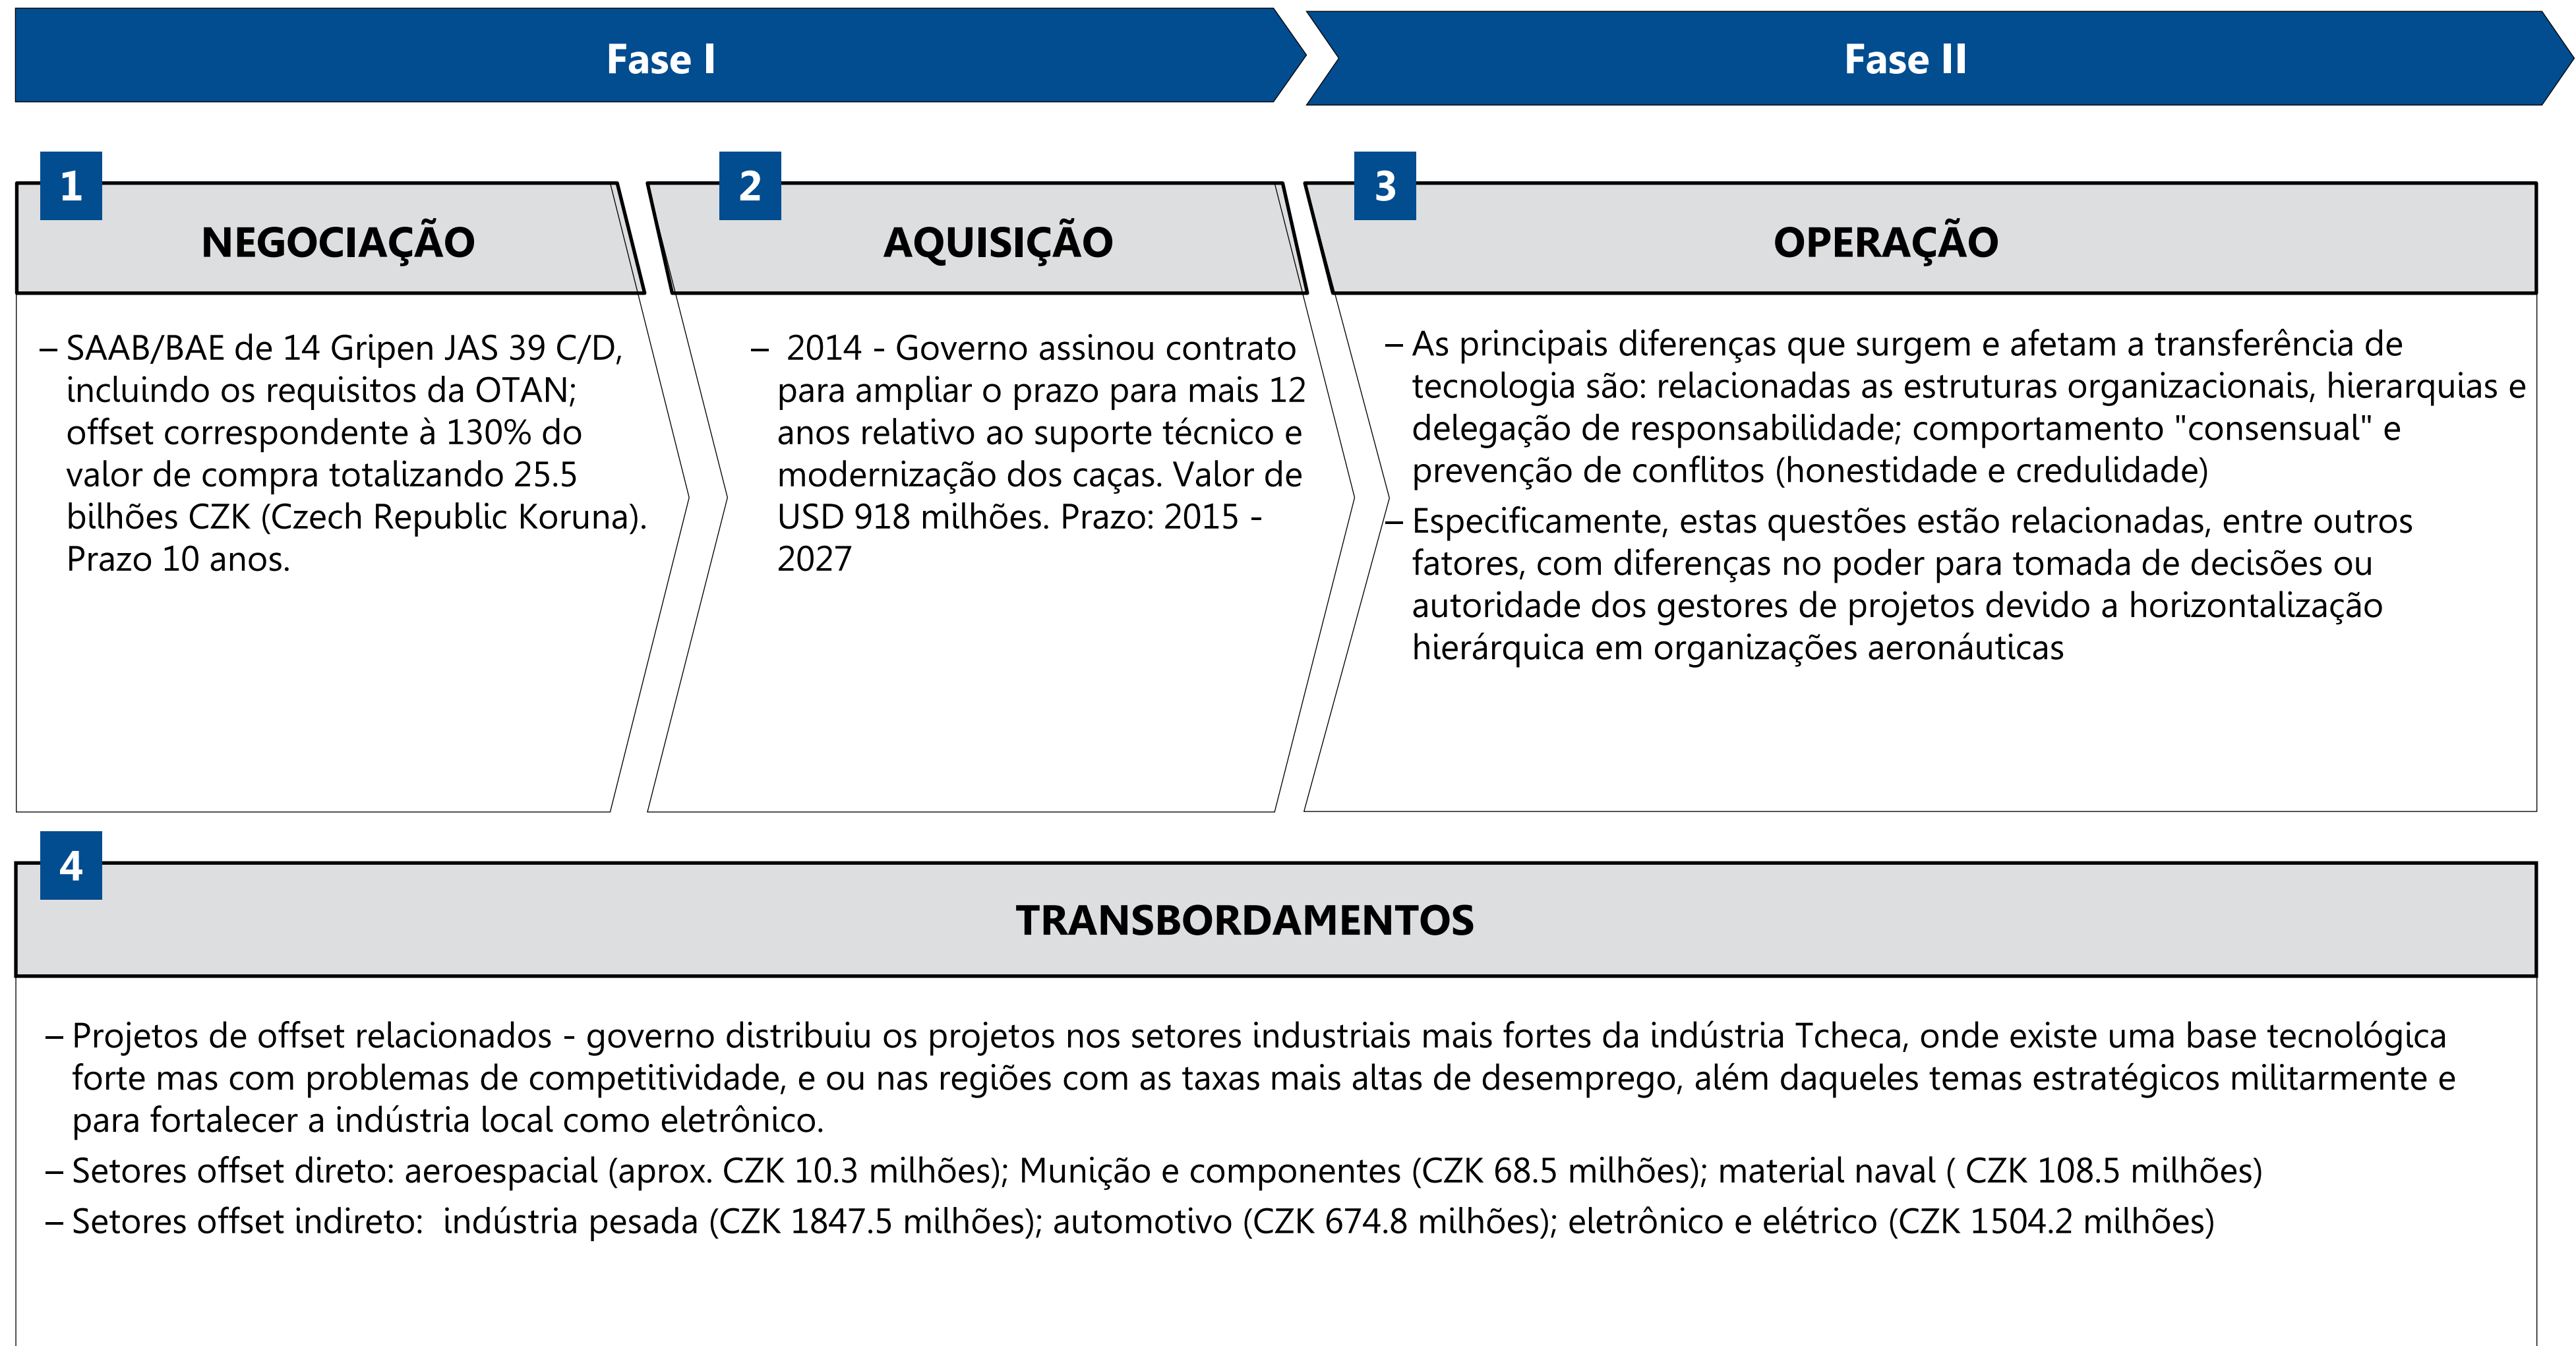 Fase I
Fase II
1
NEGOCIAÇÃO
– SAAB/BAE de 14 Gripen JAS 39 C/D,
incluindo os requisitos da OTAN;
offset correspondente à 130% do
valor de compra totalizando 25.5
bilhões CZK (Czech Republic Koruna).
Prazo 10 anos.
2
AQUISIÇÃO
– 2014 - Governo assinou contrato
para ampliar o prazo para mais 12
anos relativo ao suporte técnico e
modernização dos caças. Valor de
USD 918 milhões. Prazo: 2015 -
2027
3
OPERAÇÃO
– As principais diferenças que surgem e afetam a transferência de
tecnologia são: relacionadas as estruturas organizacionais, hierarquias e
delegação de responsabilidade; comportamento "consensual" e
prevenção de conflitos (honestidade e credulidade)
– Especificamente, estas questões estão relacionadas, entre outros
fatores, com diferenças no poder para tomada de decisões ou
autoridade dos gestores de projetos devido a horizontalização
hierárquica em organizações aeronáuticas
4
TRANSBORDAMENTOS
– Projetos de offset relacionados - governo distribuiu os projetos nos setores industriais mais fortes da indústria Tcheca, onde existe uma base tecnológica
forte mas com problemas de competitividade, e ou nas regiões com as taxas mais altas de desemprego, além daqueles temas estratégicos militarmente e
para fortalecer a indústria local como eletrônico.
– Setores offset direto: aeroespacial (aprox. CZK 10.3 milhões); Munição e componentes (CZK 68.5 milhões); material naval ( CZK 108.5 milhões)
– Setores offset indireto:  indústria pesada (CZK 1847.5 milhões); automotivo (CZK 674.8 milhões); eletrônico e elétrico (CZK 1504.2 milhões)